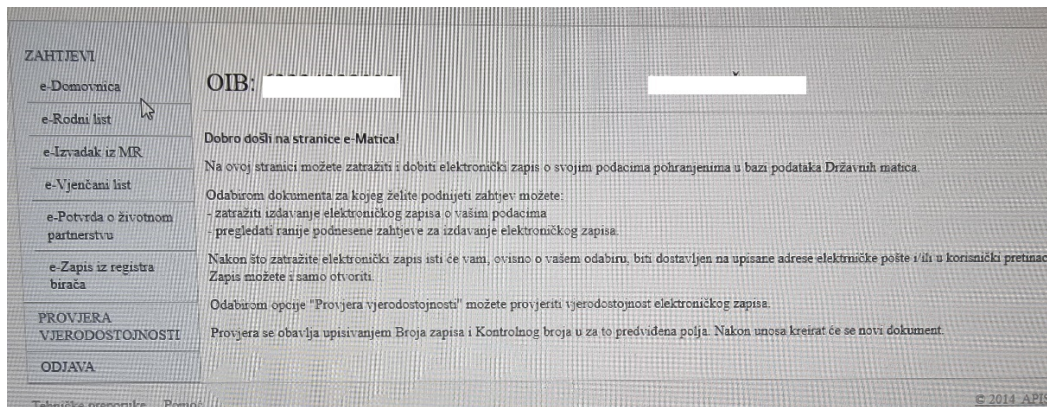 ZAHTJEVI
e-Domovnica
e-Rodni list
e-Izvadak iz MR
e-Vjenčani list
e-Potvrda o životnom
partnerstvu
e-Zapis iz registra
birača
PROVJERA
VJERODOSTOJNOSTI
ODJAVA
OIB:
Dobro došli na stranice e-Matica!
Na ovoj stranici možete zatražiti i dobiti elektronički zapis o svojim podacima pohranjenima u bazi podataka Državnih matica.
Odabirom dokumenta za kojeg želite podnijeti zahtjev možete:
- zatražiti izdavanje elektroničkog zapisa o vašim podacima
- pregledati ranije podnesene zahtjeve za izdavanje elektroničkog zapisa.
Nakon što zatražite elektronički zapis isti će vam, ovisno o vašem odabiru, biti dostavljen na upisane adrese elektrničke pošte i/ili u korisnički pretinac
Zapis možete i samo otvoriti.
Odabirom opcije "Provjera vjerodostojnosti" možete provjeriti vjerodostojnost elektroničkog zapisa.
Provjera se obavlja upisivanjem Broja zapisa i Kontrolnog broja u za to predviđena polja. Nakon unosa kreirat će se novi dokument.
Tehničke preporuke Pomoć
© 2014 APIS